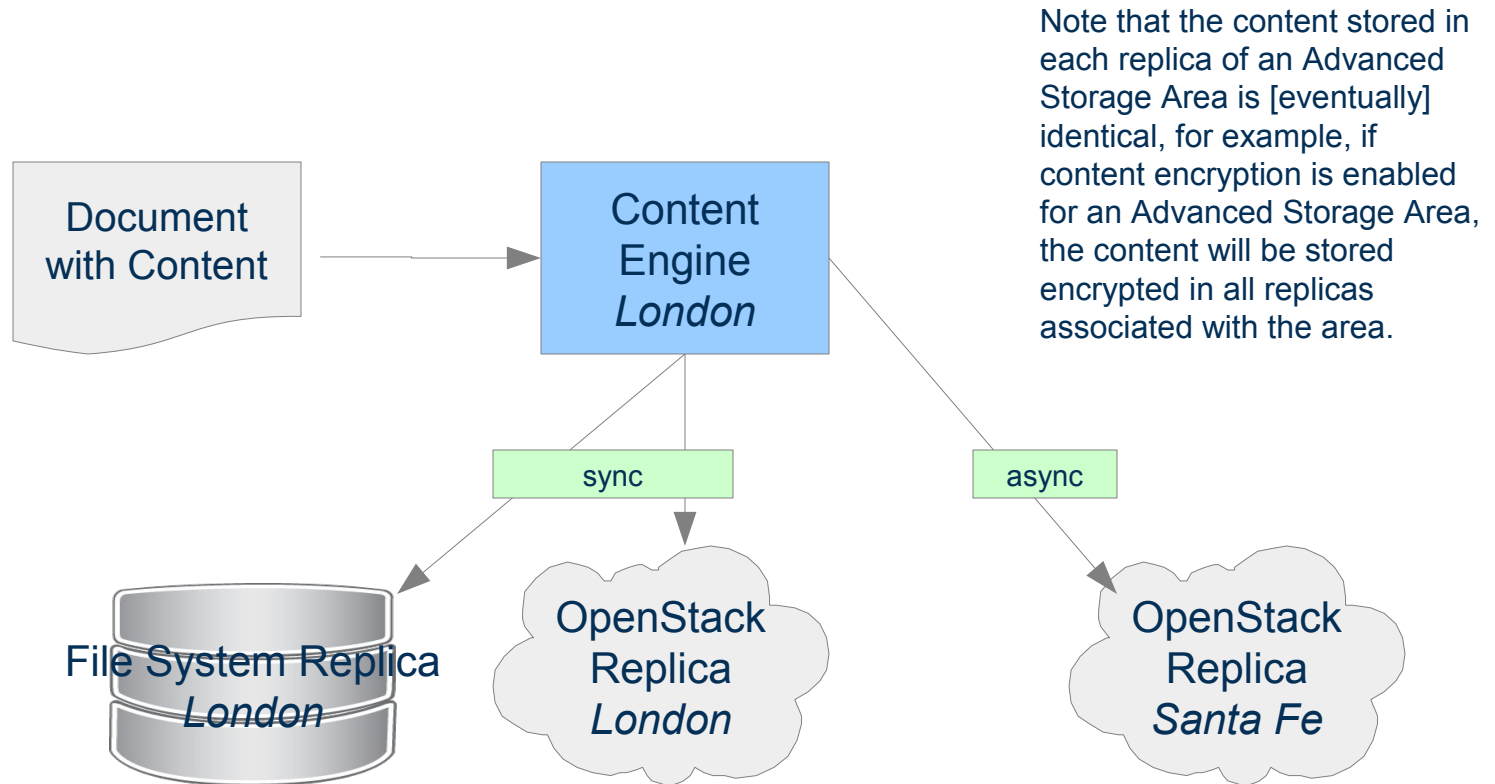 Note that the content stored in
each replica of an Advanced
Storage Area is [eventually]
identical, for example, if
content encryption is enabled
for an Advanced Storage Area,
the content will be stored
encrypted in all replicas
associated with the area.
Document
with Content
Content
Engine
London
sync
async
File System Replica
London
OpenStack
Replica
London
OpenStack
Replica
Santa Fe